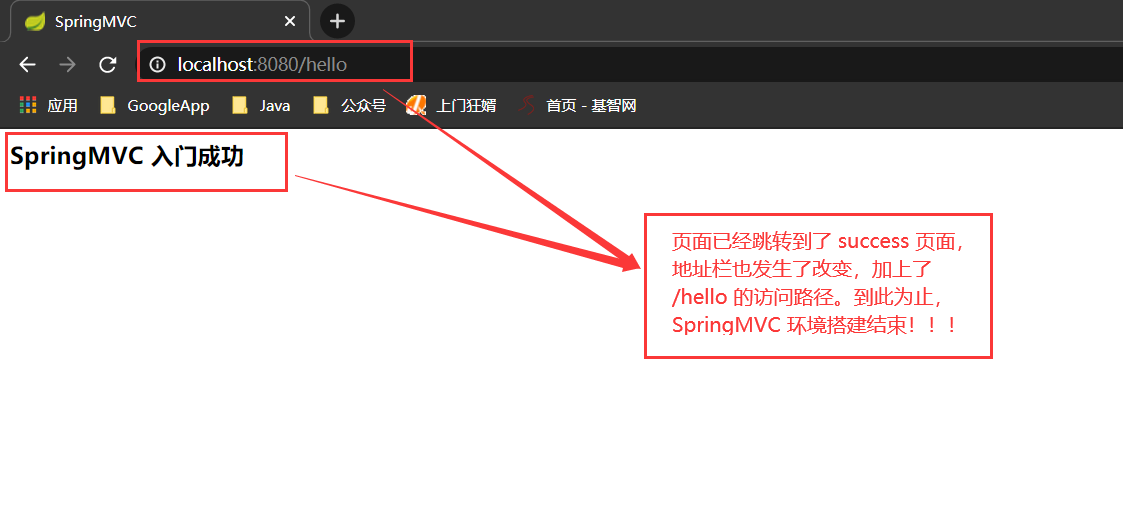 SpringMVC
localhost:8080/hello
应用 GoogleApp Java 公众号 上门狂婿 首页 - 基智网
SpringMVC 入门成功
页面已经跳转到了 success 页面，
地址栏也发生了改变，加上了
/hello 的访问路径。到此为止，
SpringMVC 环境搭建结束！！！